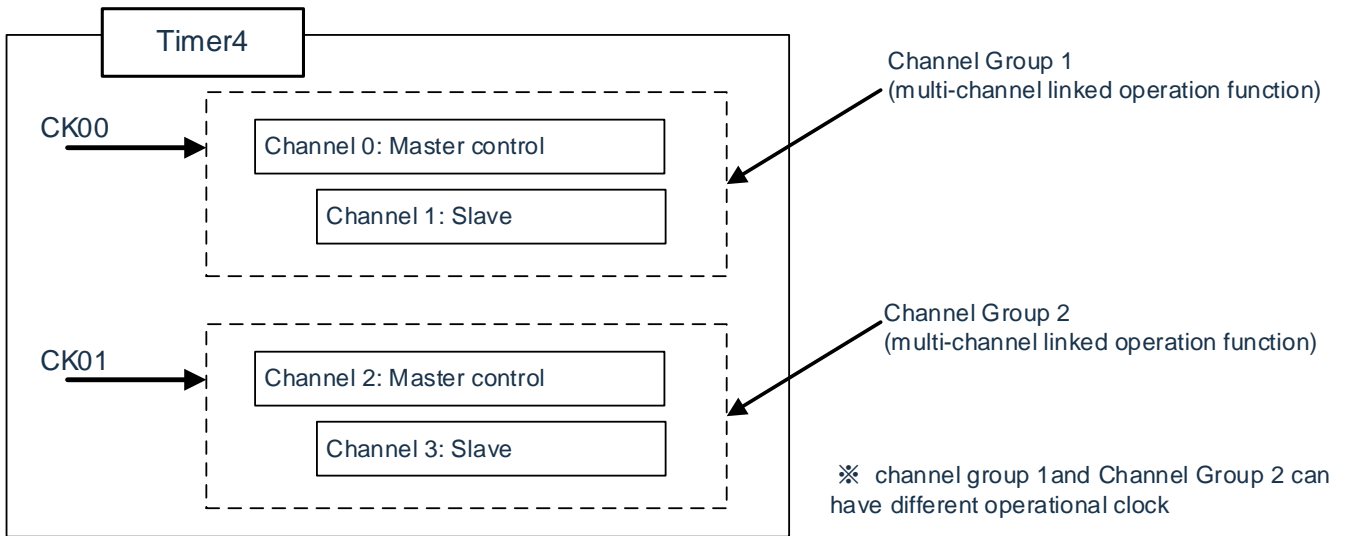 Timer4
CK00
Channel 0: Master control
Channel 1: Slave
Channel Group 1
(multi-channel linked operation function)
CK01
Channel 2: Master control
Channel 3: Slave
Channel Group 2
(multi-channel linked operation function)
※ channel group 1and Channel Group 2 can
have different operational clock